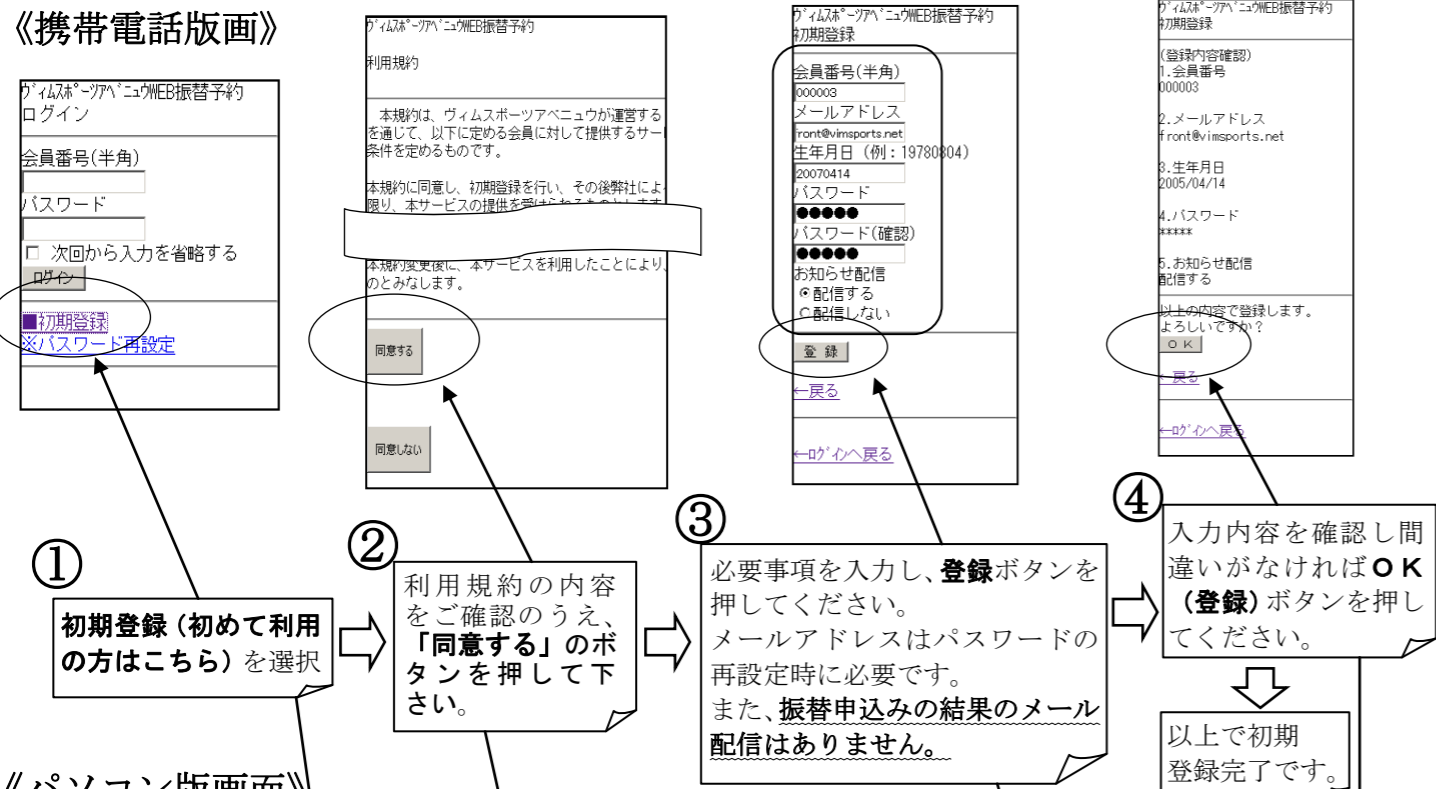 《携帯電話版画》
ヴィムスポーツアベニュウWEB振替予約
ログイン
会員番号(半角)
パスワード
□ 次回から入力を省略する
ログイン
■初期登録
※パスワード再設定
ヴィムスポーツアベニュウWEB振替予約
利用規約
本規約は、ヴィムスポーツアベニュウが運営する
を通じて、以下に定める会員に対して提供するサー
条件を定めるものです。
本規約に同意し、初期登録を行い、その後弊社によ
限り、本サービスの提供を受けられるものとします
本規約変更後に、本サービスを利用したことにより、
のとみなします。
同意する
同意しない
ヴィムスポーツアベニュウWEB振替予約
初期登録
会員番号(半角)
000003
メールアドレス
front@vimsports.net
生年月日（例：19780804）
20070414
パスワード
●●●●●
パスワード(確認)
●●●●●
お知らせ配信
配信する
配信しない
登 録
←戻る
←ログインへ戻る
ヴィムスポーツアベニュウWEB振替予約
初期登録
(登録内容確認)
1.会員番号
000003
2.メールアドレス
front@vimsports.net
3.生年月日
2005/04/14
4.パスワード
*****
5.お知らせ配信
配信する
以上の内容で登録します。
よろしいですか？
ＯＫ
←戻る
←ログインへ戻る
①
初期登録（初めて利用
の方はこちら）を選択
②
利用規約の内容
をご確認のうえ、
「同意する」のボ
タンを押して下
さい。
③
必要事項を入力し、登録ボタンを
押してください。
メールアドレスはパスワードの
再設定時に必要です。
また、振替申込みの結果のメール
配信はありません。
④
入力内容を確認し間
違いがなければＯＫ
（登録）ボタンを押し
てください。
以上で初期
登録完了です。
《パソコン版画面》